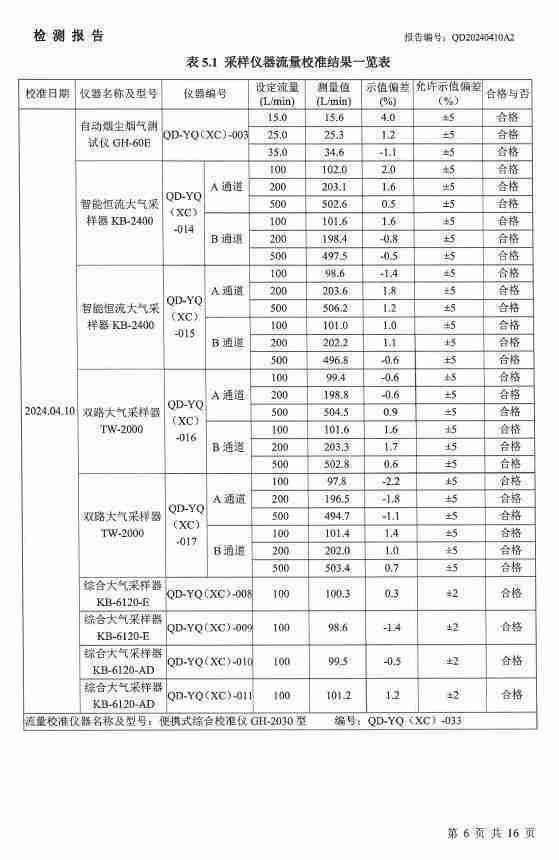 检测报告
报告编号：QD20240410A2
表 5.1 采样仪器流量校准结果一览表
校准日期 仪器名称及型号 仪器编号 设定流量(L/min) 测量值(L/min) 示值偏差(%) 允许示值偏差（%） 合格与否
2024.04.10
自动烟尘烟气测试仪 GH-60E QD-YQ（XC）-003
15.0 15.6 4.0 ±5 合格
25.0 25.3 1.2 ±5 合格
35.0 34.6 -1.1 ±5 合格
智能恒流大气采样器 KB-2400 QD-YQ（XC）-014
A 通道
100 102.0 2.0 ±5 合格
200 203.1 1.6 ±5 合格
500 502.6 0.5 ±5 合格
B 通道
100 101.6 1.6 ±5 合格
200 198.4 -0.8 ±5 合格
500 497.5 -0.5 ±5 合格
智能恒流大气采样器 KB-2400 QD-YQ（XC）-015
A 通道
100 98.6 -1.4 ±5 合格
200 203.6 1.8 ±5 合格
500 506.2 1.2 ±5 合格
B 通道
100 101.0 1.0 ±5 合格
200 202.2 1.1 ±5 合格
500 496.8 -0.6 ±5 合格
双路大气采样器 TW-2000 QD-YQ（XC）-016
A 通道
100 99.4 -0.6 ±5 合格
200 198.8 -0.6 ±5 合格
500 504.5 0.9 ±5 合格
B 通道
100 101.6 1.6 ±5 合格
200 203.3 1.7 ±5 合格
500 502.8 0.6 ±5 合格
双路大气采样器 TW-2000 QD-YQ（XC）-017
A 通道
100 97.8 -2.2 ±5 合格
200 196.5 -1.8 ±5 合格
500 494.7 -1.1 ±5 合格
B 通道
100 101.4 1.4 ±5 合格
200 202.0 1.0 ±5 合格
500 503.4 0.7 ±5 合格
综合大气采样器 KB-6120-E QD-YQ（XC）-008 100 100.3 0.3 ±2 合格
综合大气采样器 KB-6120-E QD-YQ（XC）-009 100 98.6 -1.4 ±2 合格
综合大气采样器 KB-6120-AD QD-YQ（XC）-010 100 99.5 -0.5 ±2 合格
综合大气采样器 KB-6120-AD QD-YQ（XC）-011 100 101.2 1.2 ±2 合格
流量校准仪器名称及型号：便携式综合校准仪 GH-2030 型 编号：QD-YQ（XC）-033
第 6 页 共 16 页